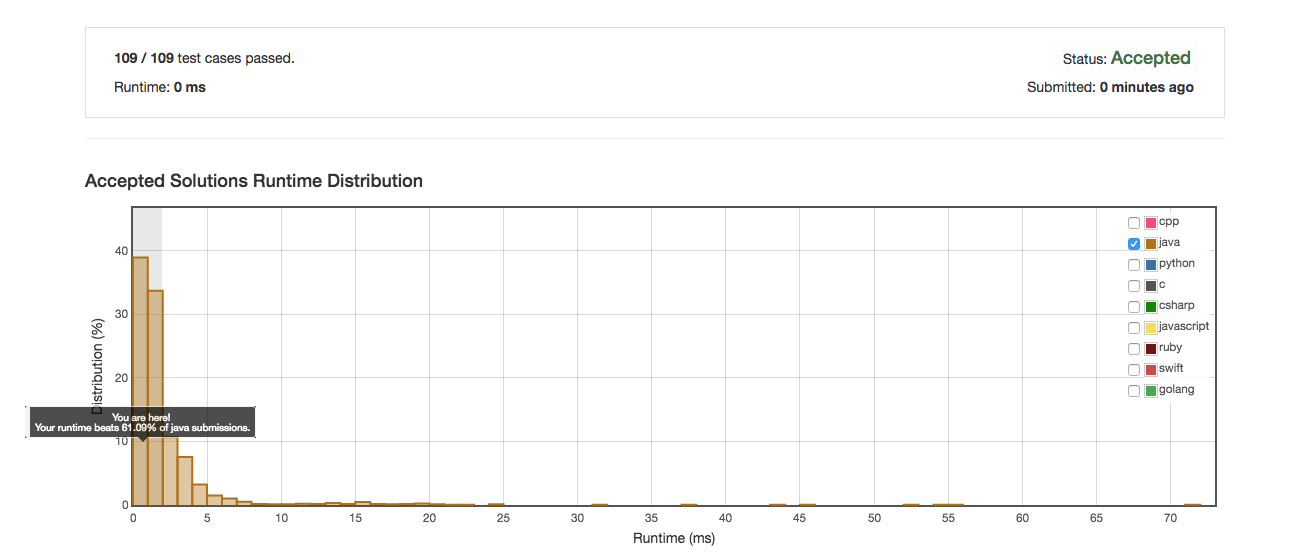 109 / 109 test cases passed.
Status: Accepted
Runtime: 0 ms
Submitted: 0 minutes ago
Accepted Solutions Runtime Distribution
cpp
java
python
c
csharp
javascript
ruby
swift
golang
Distribution (%)
40
30
20
10
0
You are here!
Your runtime beats 61.09% of java submissions.
0 5 10 15 20 25 30 35 40 45 50 55 60 65 70
Runtime (ms)